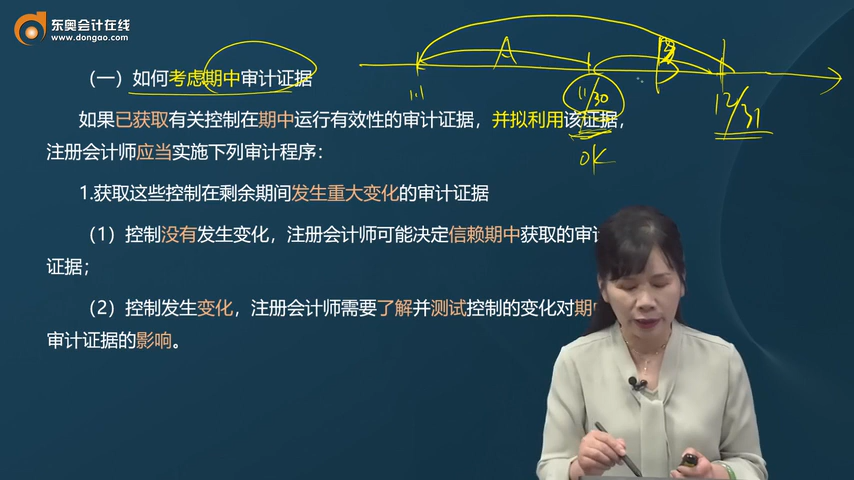 东奥会计在线
www.dongao.com
（一）如何考虑期中审计证据
A
1.1
11/30
12/31
OK
如果已获取有关控制在期中运行有效性的审计证据，并拟利用该证据，
注册会计师应当实施下列审计程序：
1.获取这些控制在剩余期间发生重大变化的审计证据
（1）控制没有发生变化，注册会计师可能决定信赖期中获取的审
证据；
（2）控制发生变化，注册会计师需要了解并测试控制的变化对期
审计证据的影响。